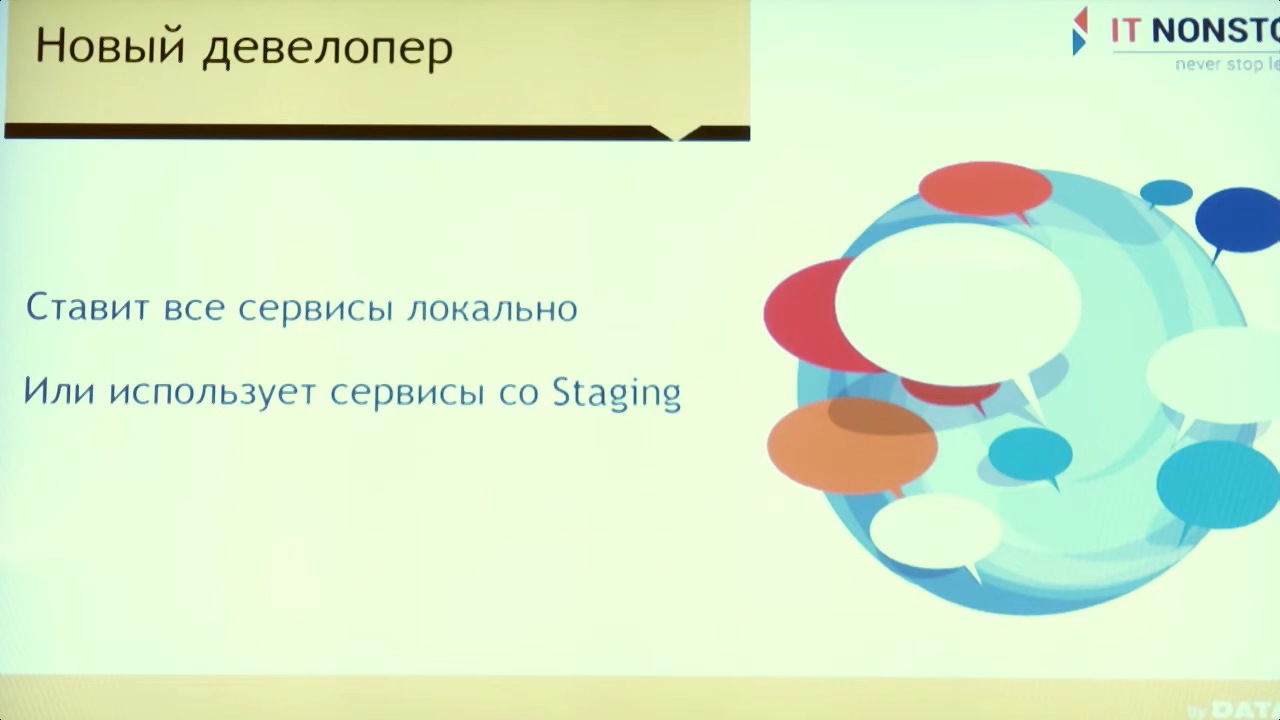 Новый девелопер
IT NONSTO
never stop le
Ставит все сервисы локально
Или использует сервисы со Staging
by DATA